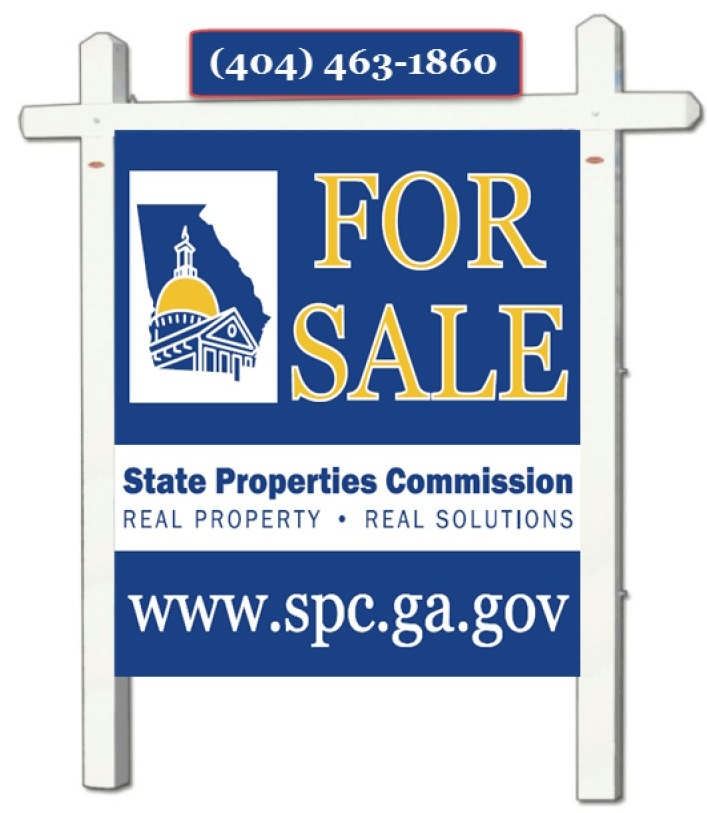 (404) 463-1860
FOR
SALE
State Properties Commission
REAL PROPERTY • REAL SOLUTIONS
www.spc.ga.gov